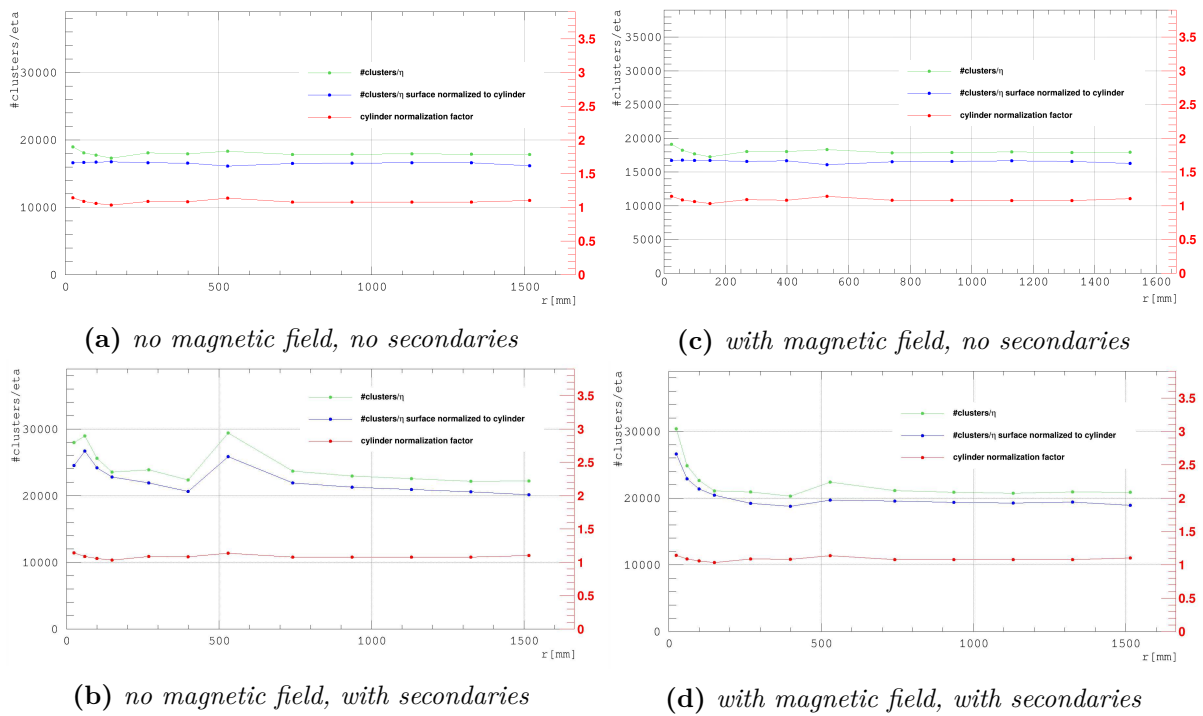 #clusters/eta
30000
20000
10000
0
3.5
3
2.5
2
1.5
1
0.5
0
#clusters/η
#clusters/η surface normalized to cylinder
cylinder normalization factor
0 500 1000 1500
r[mm]
(a) no magnetic field, no secondaries
#clusters/eta
35000
30000
25000
20000
15000
10000
5000
0
3.5
3
2.5
2
1.5
1
0.5
0
#clusters/η
#clusters/η surface normalized to cylinder
cylinder normalization factor
0 200 400 600 800 1000 1200 1400 1600
r[mm]
(c) with magnetic field, no secondaries
#clusters/eta
30000
20000
10000
0
3.5
3
2.5
2
1.5
1
0.5
0
#clusters/η
#clusters/η surface normalized to cylinder
cylinder normalization factor
0 500 1000 1500
r[mm]
(b) no magnetic field, with secondaries
#clusters/eta
30000
20000
10000
0
3.5
3
2.5
2
1.5
1
0.5
0
#clusters/η
#clusters/η surface normalized to cylinder
cylinder normalization factor
0 500 1000 1500
r[mm]
(d) with magnetic field, with secondaries